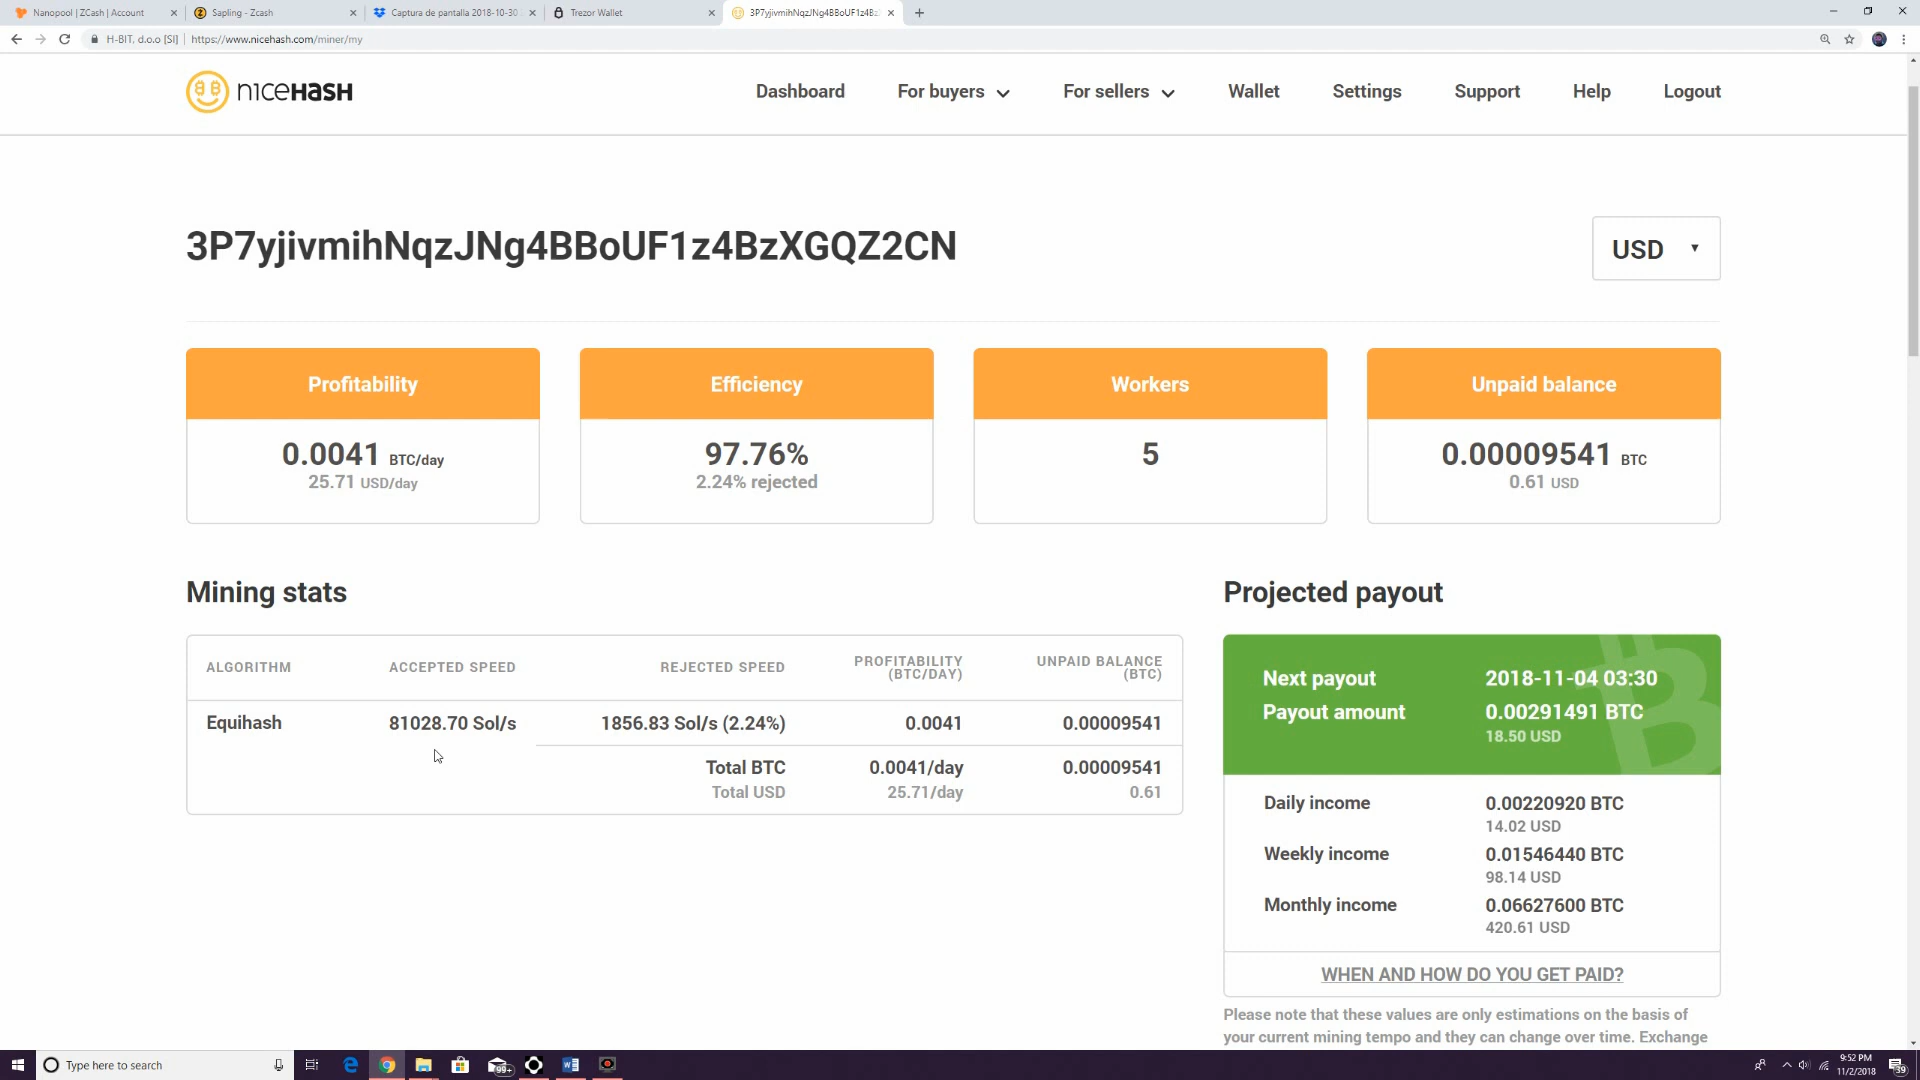 Nanopool | ZCash | Account
Sapling - Zcash
Captura de pantalla 2018-10-30
Trezor Wallet
3P7yjivmihNqzJNg4BBoUF1z4Bz
H-BIT, d.o.o [SI]
https://www.nicehash.com/miner/my
nıceHASH
Dashboard
For buyers
For sellers
Wallet
Settings
Support
Help
Logout
3P7yjivmihNqzJNg4BBoUF1z4BzXGQZ2CN
USD
Profitability
0.0041 BTC/day
25.71 USD/day
Efficiency
97.76%
2.24% rejected
Workers
5
Unpaid balance
0.00009541 BTC
0.61 USD
Mining stats
ALGORITHM
ACCEPTED SPEED
REJECTED SPEED
PROFITABILITY
(BTC/DAY)
UNPAID BALANCE
(BTC)
Equihash
81028.70 Sol/s
1856.83 Sol/s (2.24%)
0.0041
0.00009541
Total BTC
0.0041/day
0.00009541
Total USD
25.71/day
0.61
Projected payout
Next payout
2018-11-04 03:30
Payout amount
0.00291491 BTC
18.50 USD
Daily income
0.00220920 BTC
14.02 USD
Weekly income
0.01546440 BTC
98.14 USD
Monthly income
0.06627600 BTC
420.61 USD
WHEN AND HOW DO YOU GET PAID?
Please note that these values are only estimations on the basis of
your current mining tempo and they can change over time. Exchange
Type here to search
99+
9:52 PM
11/2/2018
39